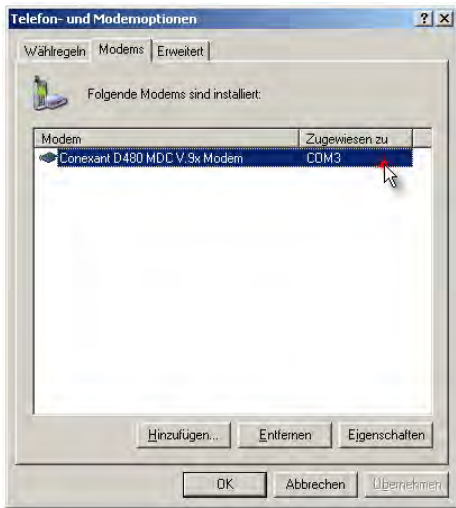 Telefon- und Modemoptionen
Wählregeln Modems Erweitert
Folgende Modems sind installiert:
Modem Zugewiesen zu
Conexant D480 MDC V.9x Modem COM3
Hinzufügen... Entfernen Eigenschaften
OK Abbrechen Übernehmen